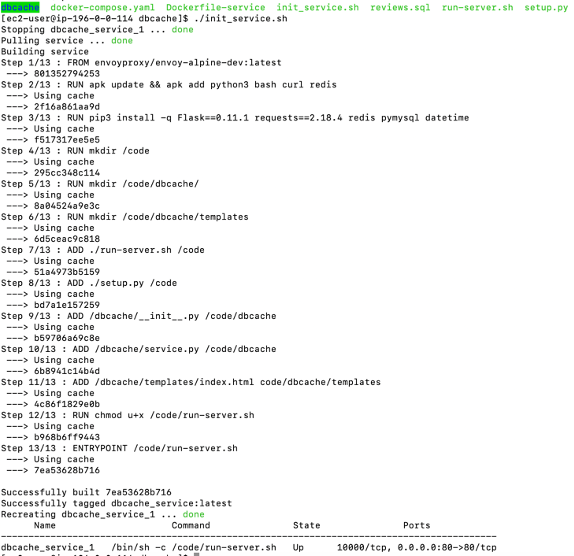 dbcache docker-compose.yaml Dockerfile-service init_service.sh reviews.sql run-server.sh setup.py
[ec2-user@ip-196-0-0-114 dbcache]$ ./init_service.sh
Stopping dbcache_service_1 ... done
Pulling service ... done
Building service
Step 1/13 : FROM envoyproxy/envoy-alpine-dev:latest
---> 801352794253
Step 2/13 : RUN apk update && apk add python3 bash curl redis
---> Using cache
---> 2f16a861aa9d
Step 3/13 : RUN pip3 install -q Flask==0.11.1 requests==2.18.4 redis pymysql datetime
---> Using cache
---> f517317ee5e5
Step 4/13 : RUN mkdir /code
---> Using cache
---> 295cc348c114
Step 5/13 : RUN mkdir /code/dbcache/
---> Using cache
---> 8a04524a9e3c
Step 6/13 : RUN mkdir /code/dbcache/templates
---> Using cache
---> 6d5ceac9c818
Step 7/13 : ADD ./run-server.sh /code
---> Using cache
---> 51a4973b5159
Step 8/13 : ADD ./setup.py /code
---> Using cache
---> bd7a1e157259
Step 9/13 : ADD /dbcache/__init__.py /code/dbcache
---> Using cache
---> b59706a69c8e
Step 10/13 : ADD /dbcache/service.py /code/dbcache
---> Using cache
---> 6b8941c14b4d
Step 11/13 : ADD /dbcache/templates/index.html code/dbcache/templates
---> Using cache
---> 4c86f1829e0b
Step 12/13 : RUN chmod u+x /code/run-server.sh
---> Using cache
---> b968b6ff9443
Step 13/13 : ENTRYPOINT /code/run-server.sh
---> Using cache
---> 7ea53628b716
Successfully built 7ea53628b716
Successfully tagged dbcache_service:latest
Recreating dbcache_service_1 ... done
Name Command State Ports
dbcache_service_1 /bin/sh -c /code/run-server.sh Up 10000/tcp, 0.0.0.0:80->80/tcp